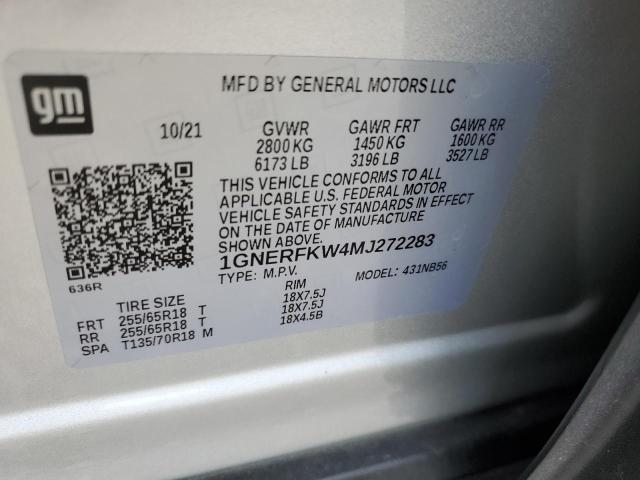 gm
MFD BY GENERAL MOTORS LLC
10/21 GVWR GAWR FRT GAWR RR
2800 KG 1450 KG 1600 KG
6173 LB 3196 LB 3527 LB
THIS VEHICLE CONFORMS TO ALL
APPLICABLE U.S. FEDERAL MOTOR
VEHICLE SAFETY STANDARDS IN EFFECT
ON THE DATE OF MANUFACTURE
SHOWN ABOVE.
1GNERFKW4MJ272283
636R
TYPE: M.P.V. MODEL: 431NB56
TIRE SIZE RIM
FRT 255/65R18 T 18X7.5J
RR 255/65R18 T 18X7.5J
SPA T135/70R18 M 18X4.5B